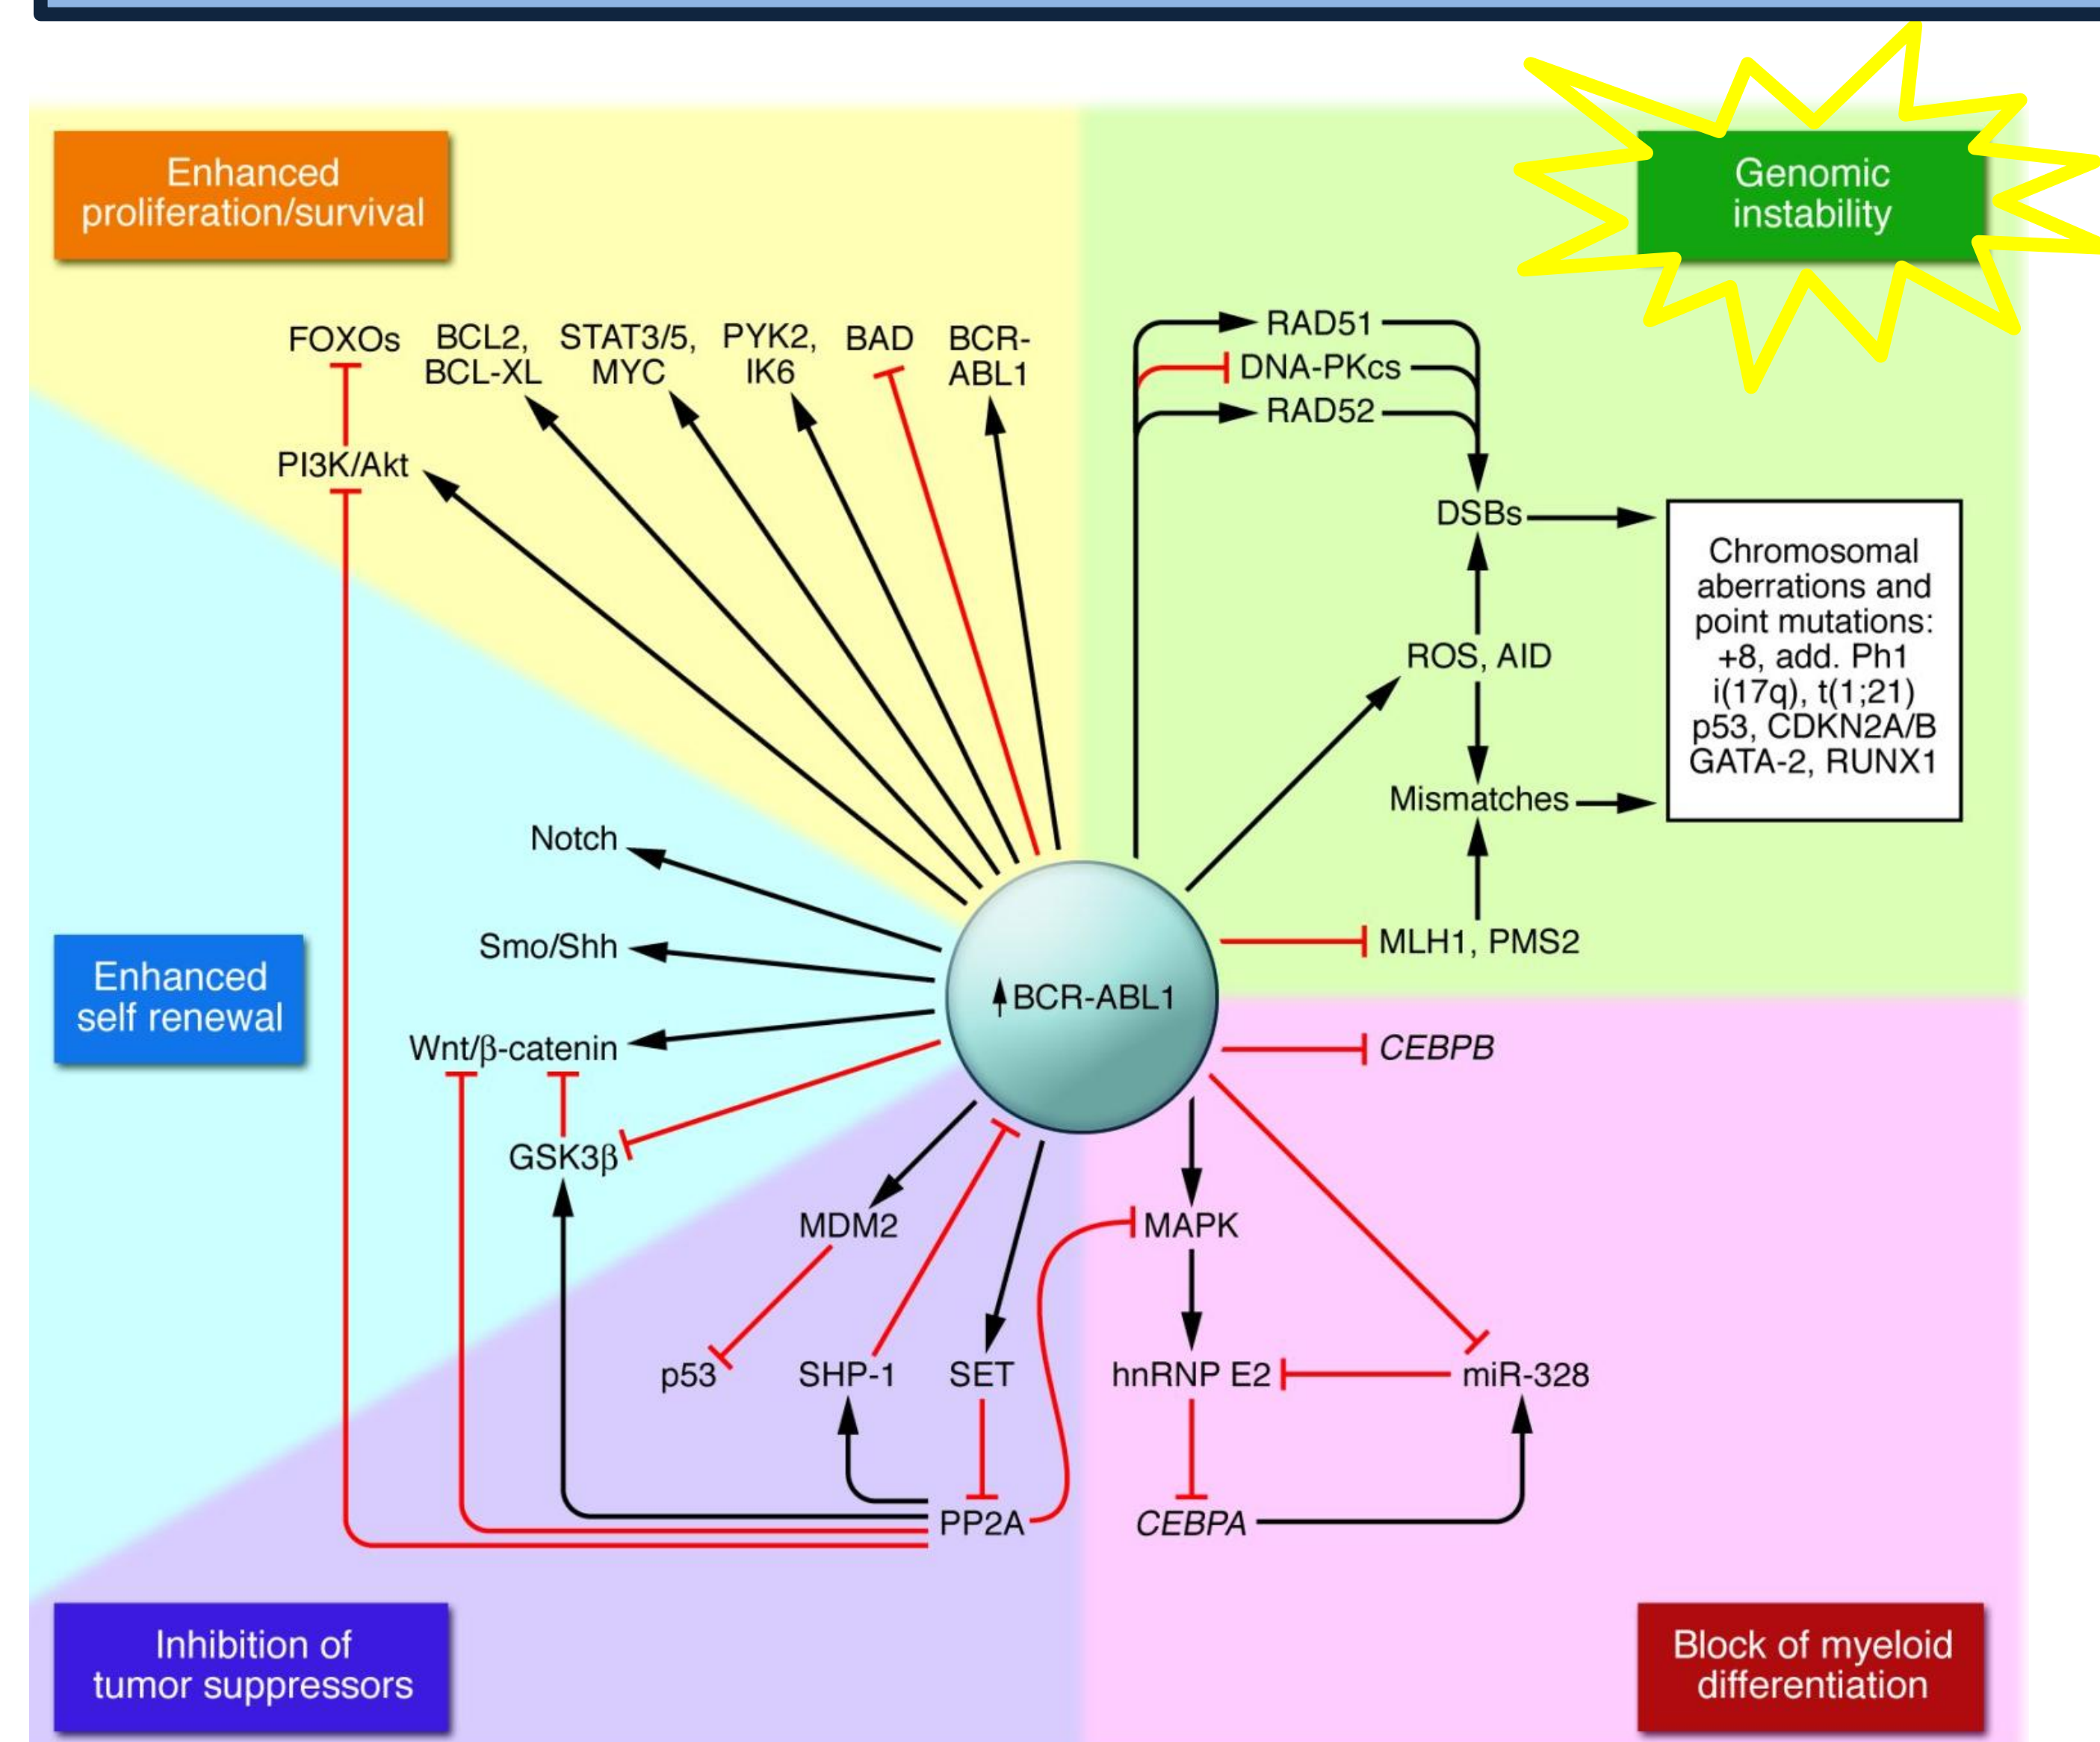 Enhanced
proliferation/survival
Genomic
instability
FOXOs
BCL2,
BCL-XL
STAT3/5,
MYC
PYK2,
IK6
BAD
BCR-
ABL1
PI3K/Akt
RAD51
DNA-PKcs
RAD52
DSBs
ROS, AID
Mismatches
MLH1, PMS2
Chromosomal
aberrations and
point mutations:
+8, add. Ph1
i(17q), t(1;21)
p53, CDKN2A/B
GATA-2, RUNX1
Notch
Smo/Shh
Wnt/β-catenin
GSK3β
Enhanced
self renewal
BCR-ABL1
CEBPB
MDM2
MAPK
p53
SHP-1
SET
hnRNP E2
miR-328
PP2A
CEBPA
Inhibition of
tumor suppressors
Block of myeloid
differentiation